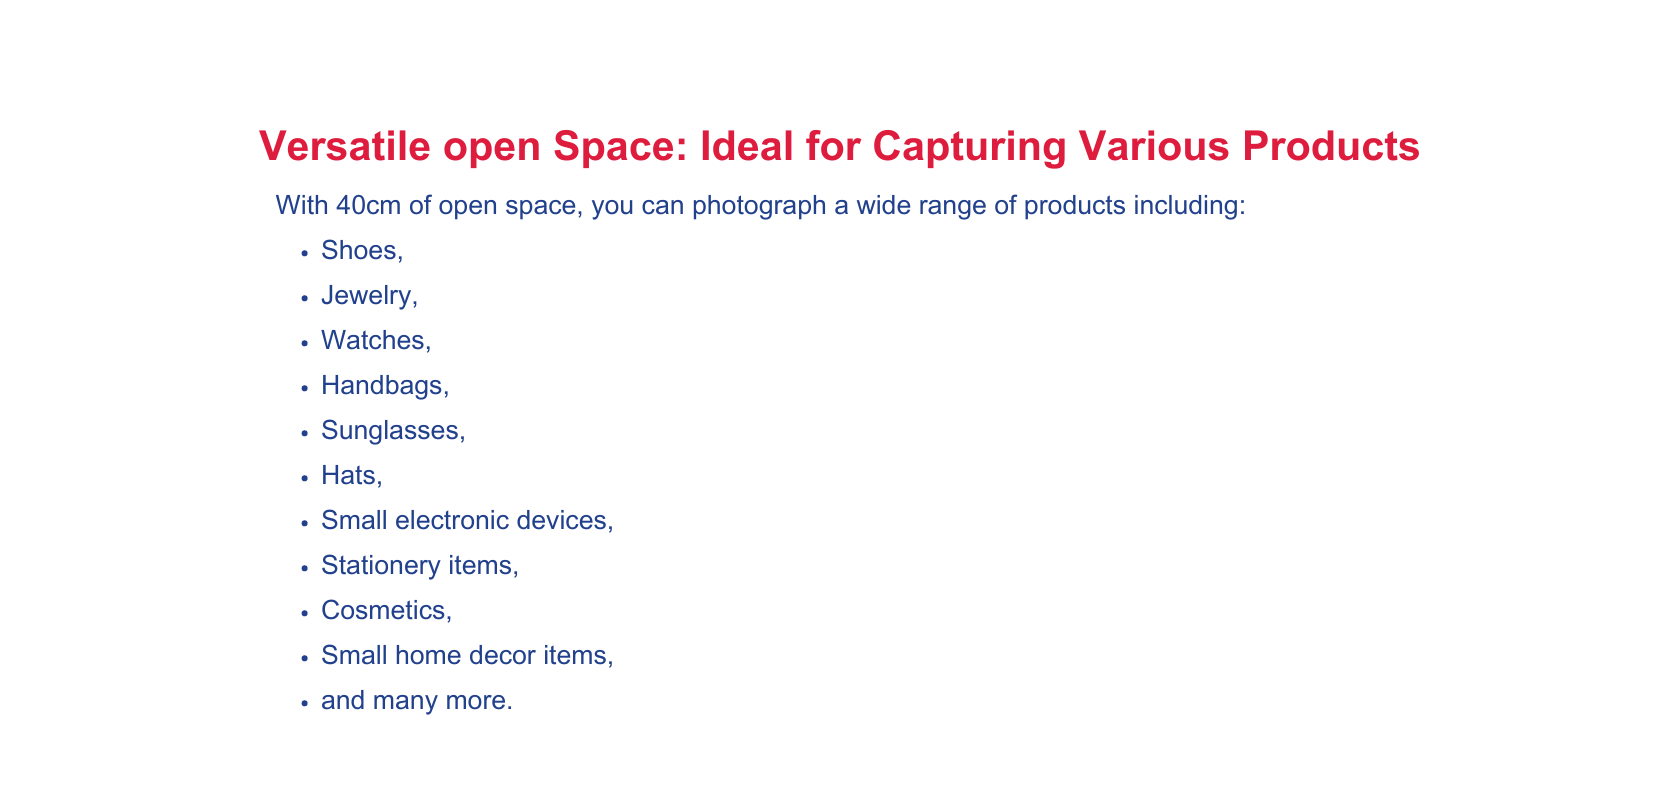 Versatile open Space: Ideal for Capturing Various Products
With 40cm of open space, you can photograph a wide range of products including:
• Shoes,
• Jewelry,
• Watches,
• Handbags,
• Sunglasses,
• Hats,
• Small electronic devices,
• Stationery items,
• Cosmetics,
• Small home decor items,
• and many more.